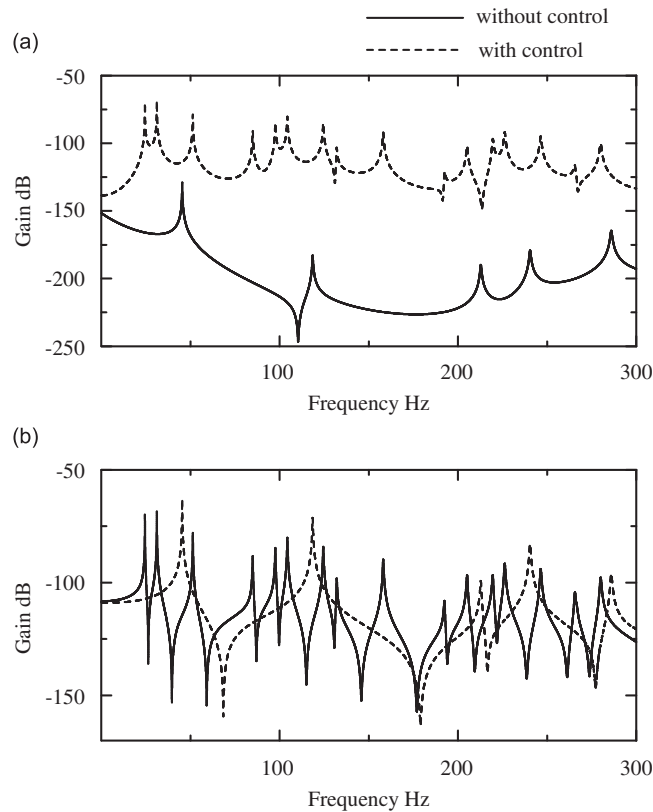 without control
with control
(a)
-50
-100
-150
-200
-250
Gain dB
100
200
300
Frequency Hz
(b)
-50
-100
-150
Gain dB
100
200
300
Frequency Hz